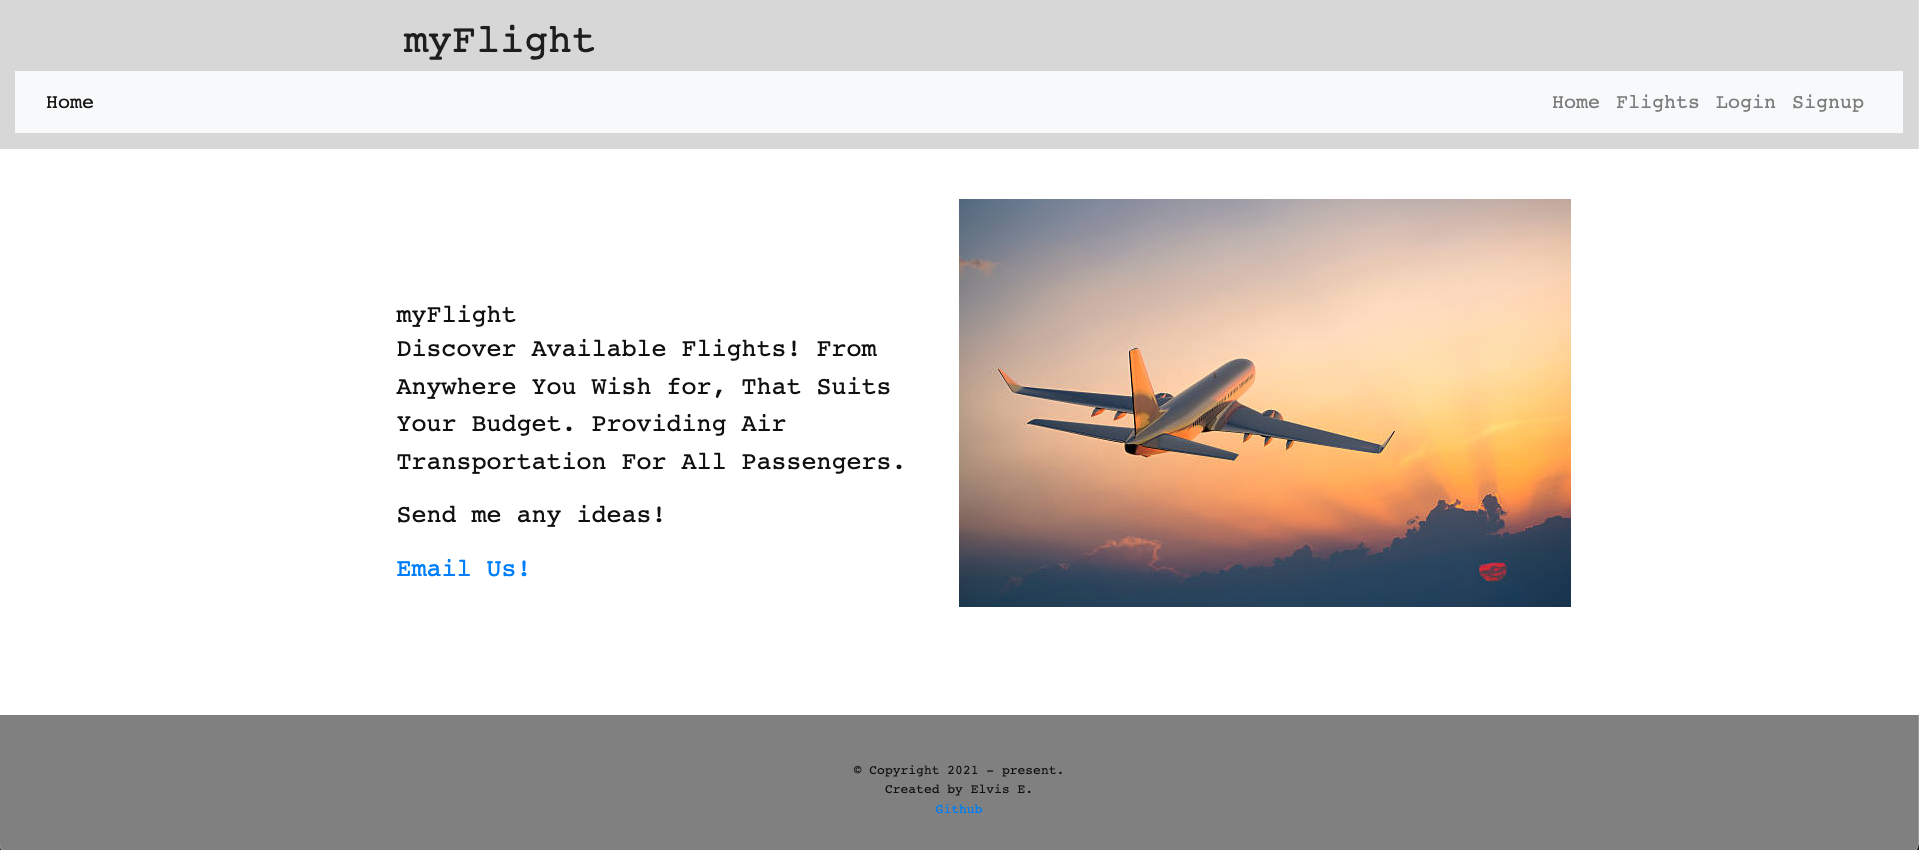 myFlight
Home
Home Flights Login Signup
myFlight
Discover Available Flights! From
Anywhere You Wish for, That Suits
Your Budget. Providing Air
Transportation For All Passengers.
Send me any ideas!
Email Us!
© Copyright 2021 - present.
Created by Elvis E.
Github